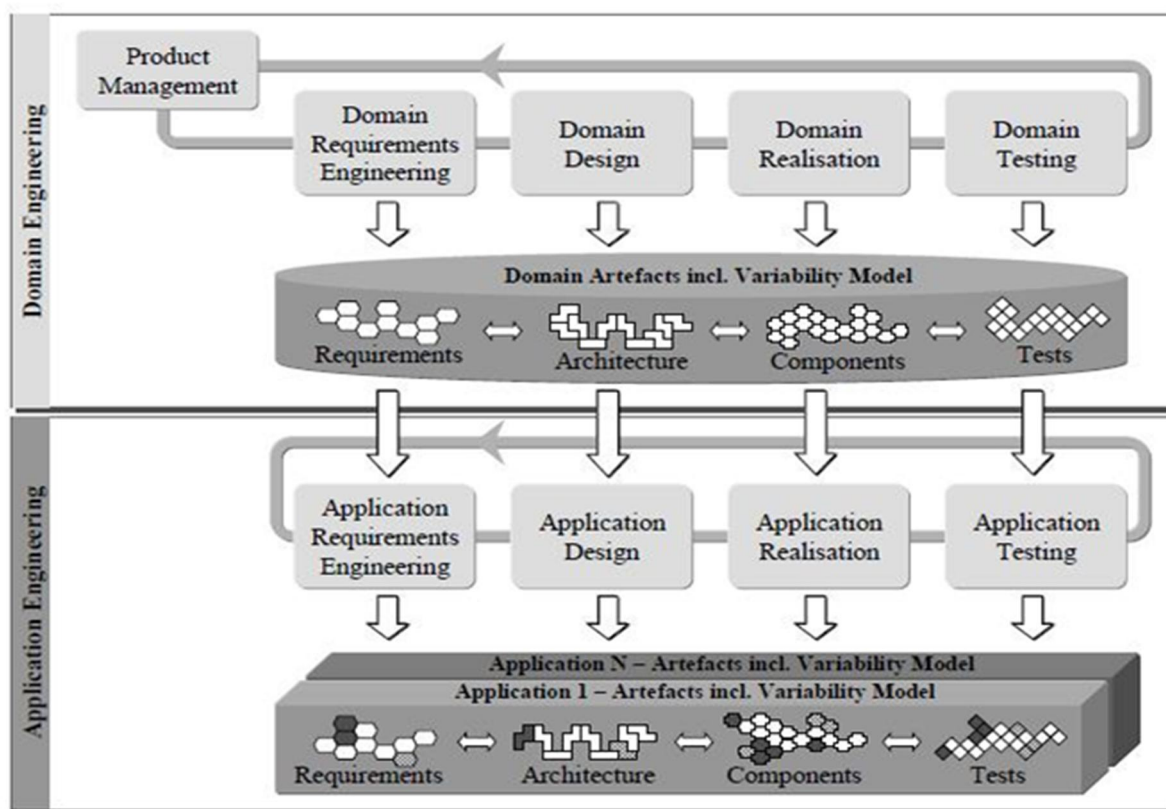 Domain Engineering
Product
Management
Domain
Requirements
Engineering
Domain
Design
Domain
Realisation
Domain
Testing
Domain Artefacts incl. Variability Model
Requirements
Architecture
Components
Tests
Application Engineering
Application
Requirements
Engineering
Application
Design
Application
Realisation
Application
Testing
Application N – Artefacts incl. Variability Model
Application 1 – Artefacts incl. Variability Model
Requirements
Architecture
Components
Tests